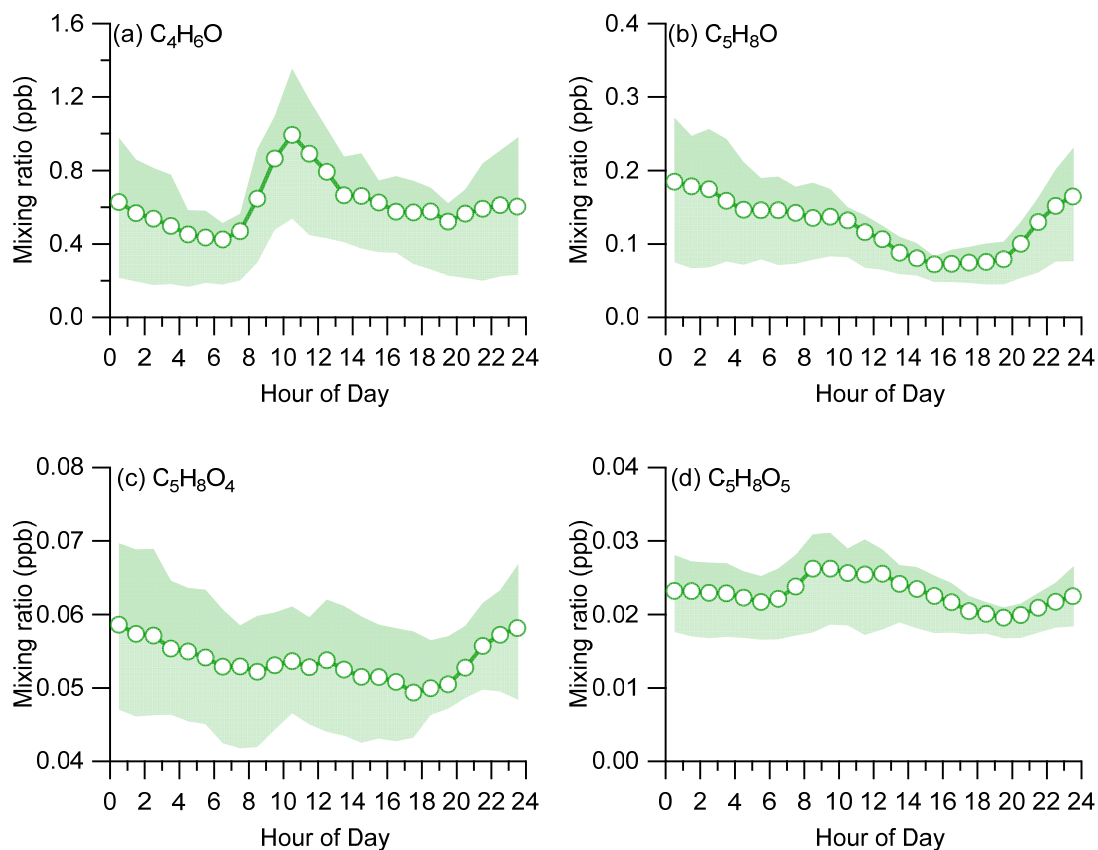 (a) C₄H₆O
Mixing ratio (ppb)
1.6
1.2
0.8
0.4
0.0
0 2 4 6 8 10 12 14 16 18 20 22 24
Hour of Day
(b) C₅H₈O
Mixing ratio (ppb)
0.4
0.3
0.2
0.1
0.0
0 2 4 6 8 10 12 14 16 18 20 22 24
Hour of Day
(c) C₅H₈O₄
Mixing ratio (ppb)
0.08
0.07
0.06
0.05
0.04
0 2 4 6 8 10 12 14 16 18 20 22 24
Hour of Day
(d) C₅H₈O₅
Mixing ratio (ppb)
0.04
0.03
0.02
0.01
0.00
0 2 4 6 8 10 12 14 16 18 20 22 24
Hour of Day